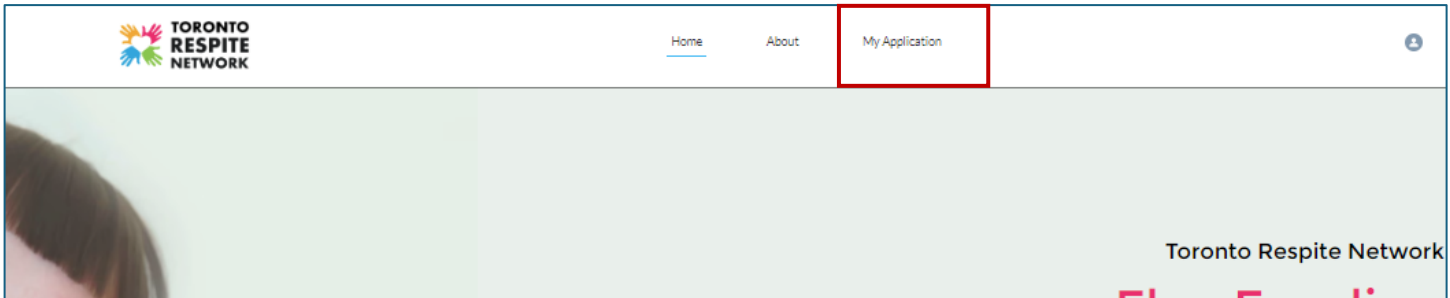 TORONTO
RESPITE
NETWORK
Home About My Application
Toronto Respite Network